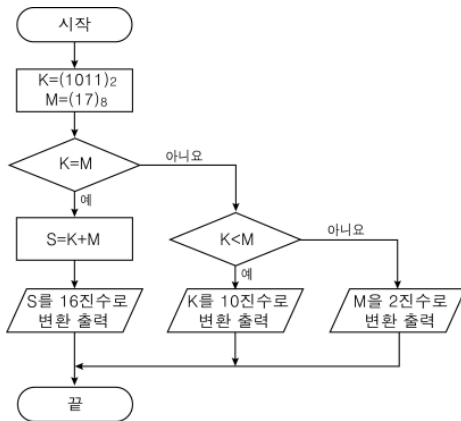 시작
K=(1011)₂
M=(17)₈
K=M
아니요
예
S=K+M
K<M
아니요
예
S를 16진수로
변환 출력
K를 10진수로
변환 출력
M을 2진수로
변환 출력
끝